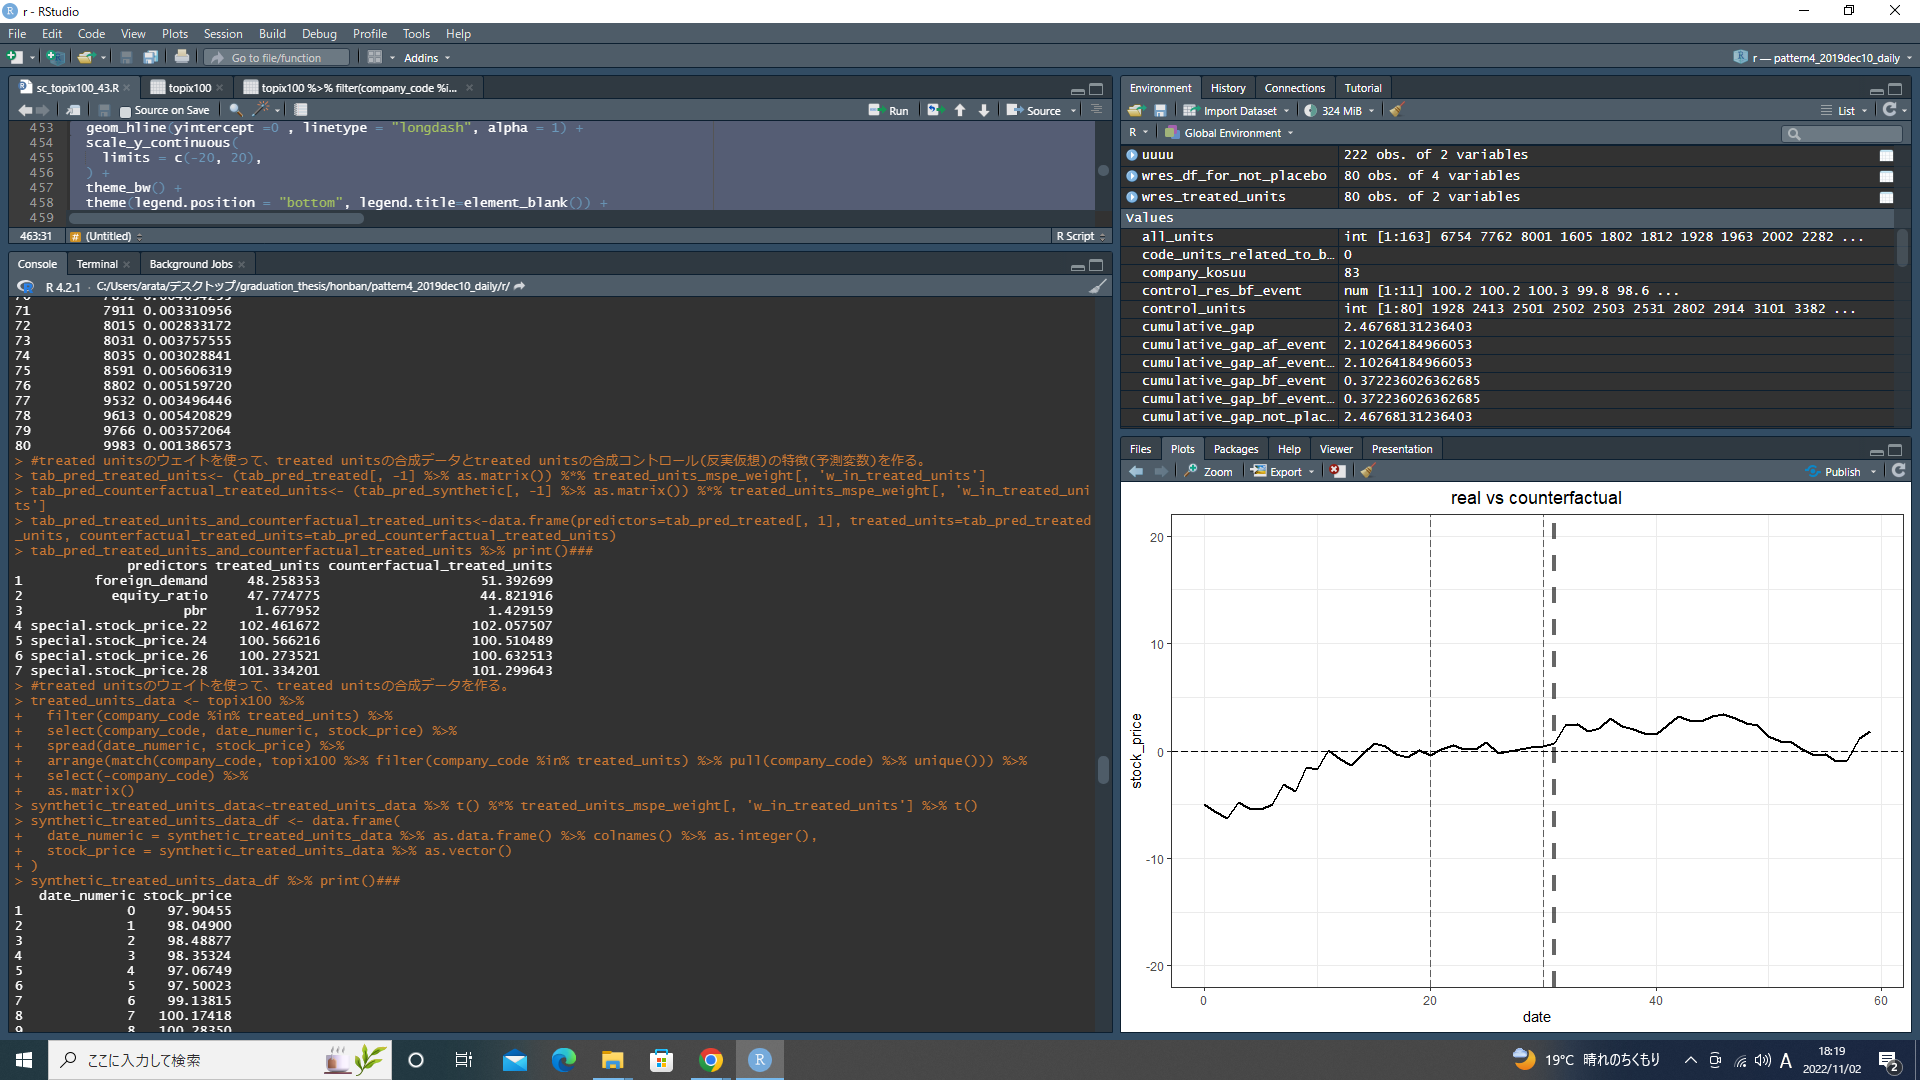 r - RStudio
File Edit Code View Plots Session Build Debug Profile Tools Help
Go to file/function Addins r — pattern4_2019dec10_daily
sc_topix100_43.R topix100 topix100 %>% filter(company_code %i...
Source on Save Run Source
453 geom_hline(yintercept =0 , linetype = "longdash", alpha = 1) +
454 scale_y_continuous(
455 limits = c(-20, 20),
456 ) +
457 theme_bw() +
458 theme(legend.position = "bottom", legend.title=element_blank()) +
459
463:31 (Untitled) R Script
Console Terminal Background Jobs
R 4.2.1 · C:/Users/arata/デスクトップ/graduation_thesis/honban/pattern4_2019dec10_daily/r/
71 7911 0.003310956
72 8015 0.002833172
73 8031 0.003757555
74 8035 0.003028841
75 8591 0.005606319
76 8802 0.005159720
77 9532 0.003496446
78 9613 0.005420829
79 9766 0.003572064
80 9983 0.001386573
> #treated unitsのウェイトを使って、treated unitsの合成データとtreated unitsの合成コントロール(反実仮想)の特徴(予測変数)を作る。
> tab_pred_treated_units<- (tab_pred_treated[, -1] %>% as.matrix()) %*% treated_units_mspe_weight[, 'w_in_treated_units']
> tab_pred_counterfactual_treated_units<- (tab_pred_synthetic[, -1] %>% as.matrix()) %*% treated_units_mspe_weight[, 'w_in_treated_uni
ts']
> tab_pred_treated_units_and_counterfactual_treated_units<-data.frame(predictors=tab_pred_treated[, 1], treated_units=tab_pred_treated
_units, counterfactual_treated_units=tab_pred_counterfactual_treated_units)
> tab_pred_treated_units_and_counterfactual_treated_units %>% print()###
predictors treated_units counterfactual_treated_units
1 foreign_demand 48.258353 51.392699
2 equity_ratio 47.774775 44.821916
3 pbr 1.677952 1.429159
4 special.stock_price.22 102.461672 102.057507
5 special.stock_price.24 100.566216 100.510489
6 special.stock_price.26 100.273521 100.632513
7 special.stock_price.28 101.334201 101.299643
> #treated unitsのウェイトを使って、treated unitsの合成データを作る。
> treated_units_data <- topix100 %>%
+ filter(company_code %in% treated_units) %>%
+ select(company_code, date_numeric, stock_price) %>%
+ spread(date_numeric, stock_price) %>%
+ arrange(match(company_code, topix100 %>% filter(company_code %in% treated_units) %>% pull(company_code) %>% unique())) %>%
+ select(-company_code) %>%
+ as.matrix()
> synthetic_treated_units_data<-treated_units_data %>% t() %*% treated_units_mspe_weight[, 'w_in_treated_units'] %>% t()
> synthetic_treated_units_data_df <- data.frame(
+ date_numeric = synthetic_treated_units_data %>% as.data.frame() %>% colnames() %>% as.integer(),
+ stock_price = synthetic_treated_units_data %>% as.vector()
+ )
> synthetic_treated_units_data_df %>% print()###
date_numeric stock_price
1 0 97.90455
2 1 98.04900
3 2 98.48877
4 3 98.35324
5 4 97.06749
6 5 97.50023
7 6 99.13815
8 7 100.17418
9 8 100.28350
Environment History Connections Tutorial
Import Dataset 324 MiB List
R Global Environment
uuuu 222 obs. of 2 variables
wres_df_for_not_placebo 80 obs. of 4 variables
wres_treated_units 80 obs. of 2 variables
Values
all_units int [1:163] 6754 7762 8001 1605 1802 1812 1928 1963 2002 2282 ...
code_units_related_to_b… 0
company_kosuu 83
control_res_bf_event num [1:11] 100.2 100.2 100.3 99.8 98.6 ...
control_units int [1:80] 1928 2413 2501 2502 2503 2531 2802 2914 3101 3382 ...
cumulative_gap 2.46768131236403
cumulative_gap_af_event 2.10264184966053
cumulative_gap_af_event… 2.10264184966053
cumulative_gap_bf_event 0.372236026362685
cumulative_gap_bf_event… 0.372236026362685
cumulative_gap_not_plac… 2.46768131236403
Files Plots Packages Help Viewer Presentation
Zoom Export Publish
real vs counterfactual
stock_price
20
10
0
-10
-20
0 20 40 60
date
ここに入力して検索
19°C 晴れのちくもり A 18:19
2022/11/02 2